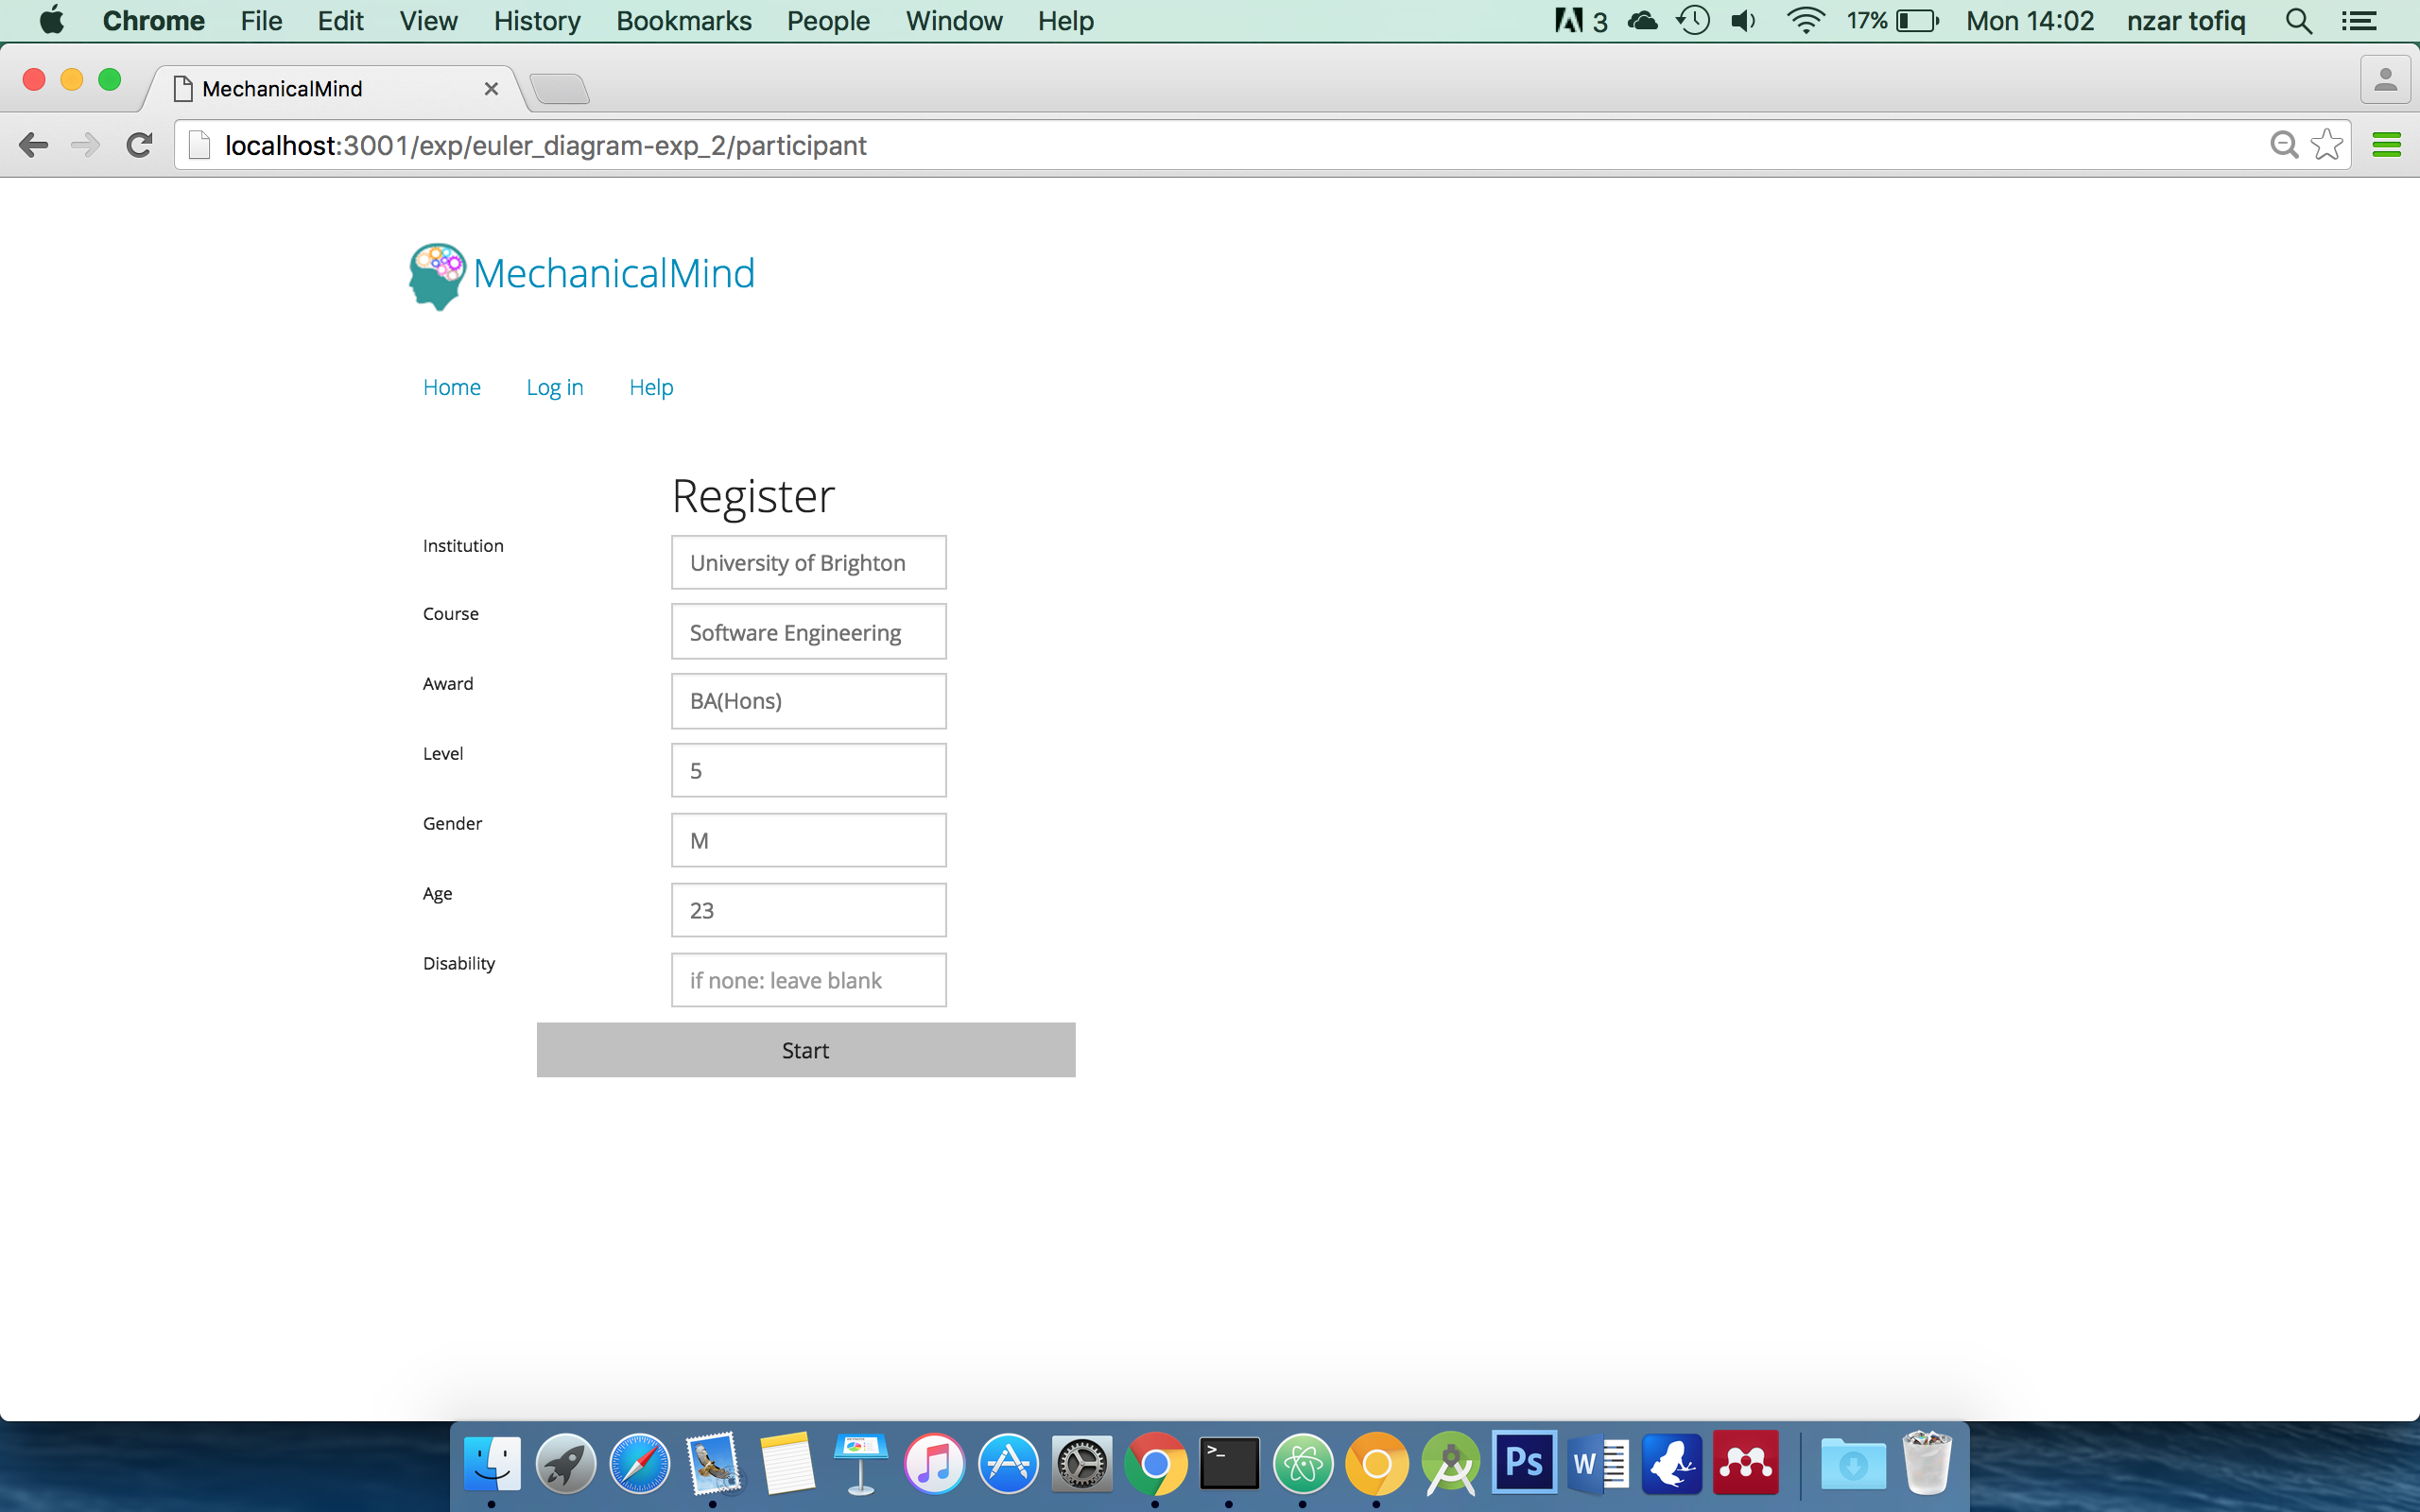 Chrome File Edit View History Bookmarks People Window Help 3 17% Mon 14:02 nzar tofiq
MechanicalMind
localhost:3001/exp/euler_diagram-exp_2/participant
MechanicalMind
Home Log in Help
Register
Institution University of Brighton
Course Software Engineering
Award BA(Hons)
Level 5
Gender M
Age 23
Disability if none: leave blank
Start
>_ Ps W